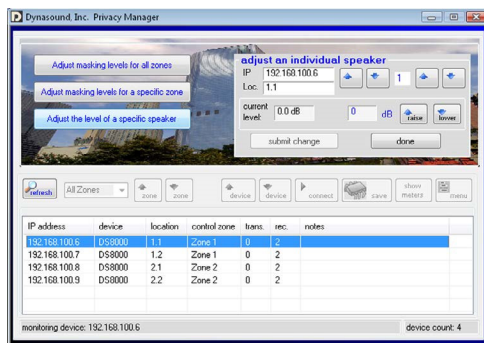 Dynasound, Inc. Privacy Manager
Adjust masking levels for all zones
Adjust masking levels for a specific zone
Adjust the level of a specific speaker
adjust an individual speaker
IP 192.168.100.6 1
Loc. 1.1
current level: 0.0 dB 0 dB raise lower
submit change done
refresh All Zones zone zone device device connect save show meters menu
IP address device location control zone trans. rec. notes
192.168.100.6 DS8000 1.1 Zone 1 0 2
192.168.100.7 DS8000 1.2 Zone 1 0 2
192.168.100.8 DS8000 2.1 Zone 2 0 2
192.168.100.9 DS8000 2.2 Zone 2 0 2
monitoring device: 192.168.100.6 device count: 4